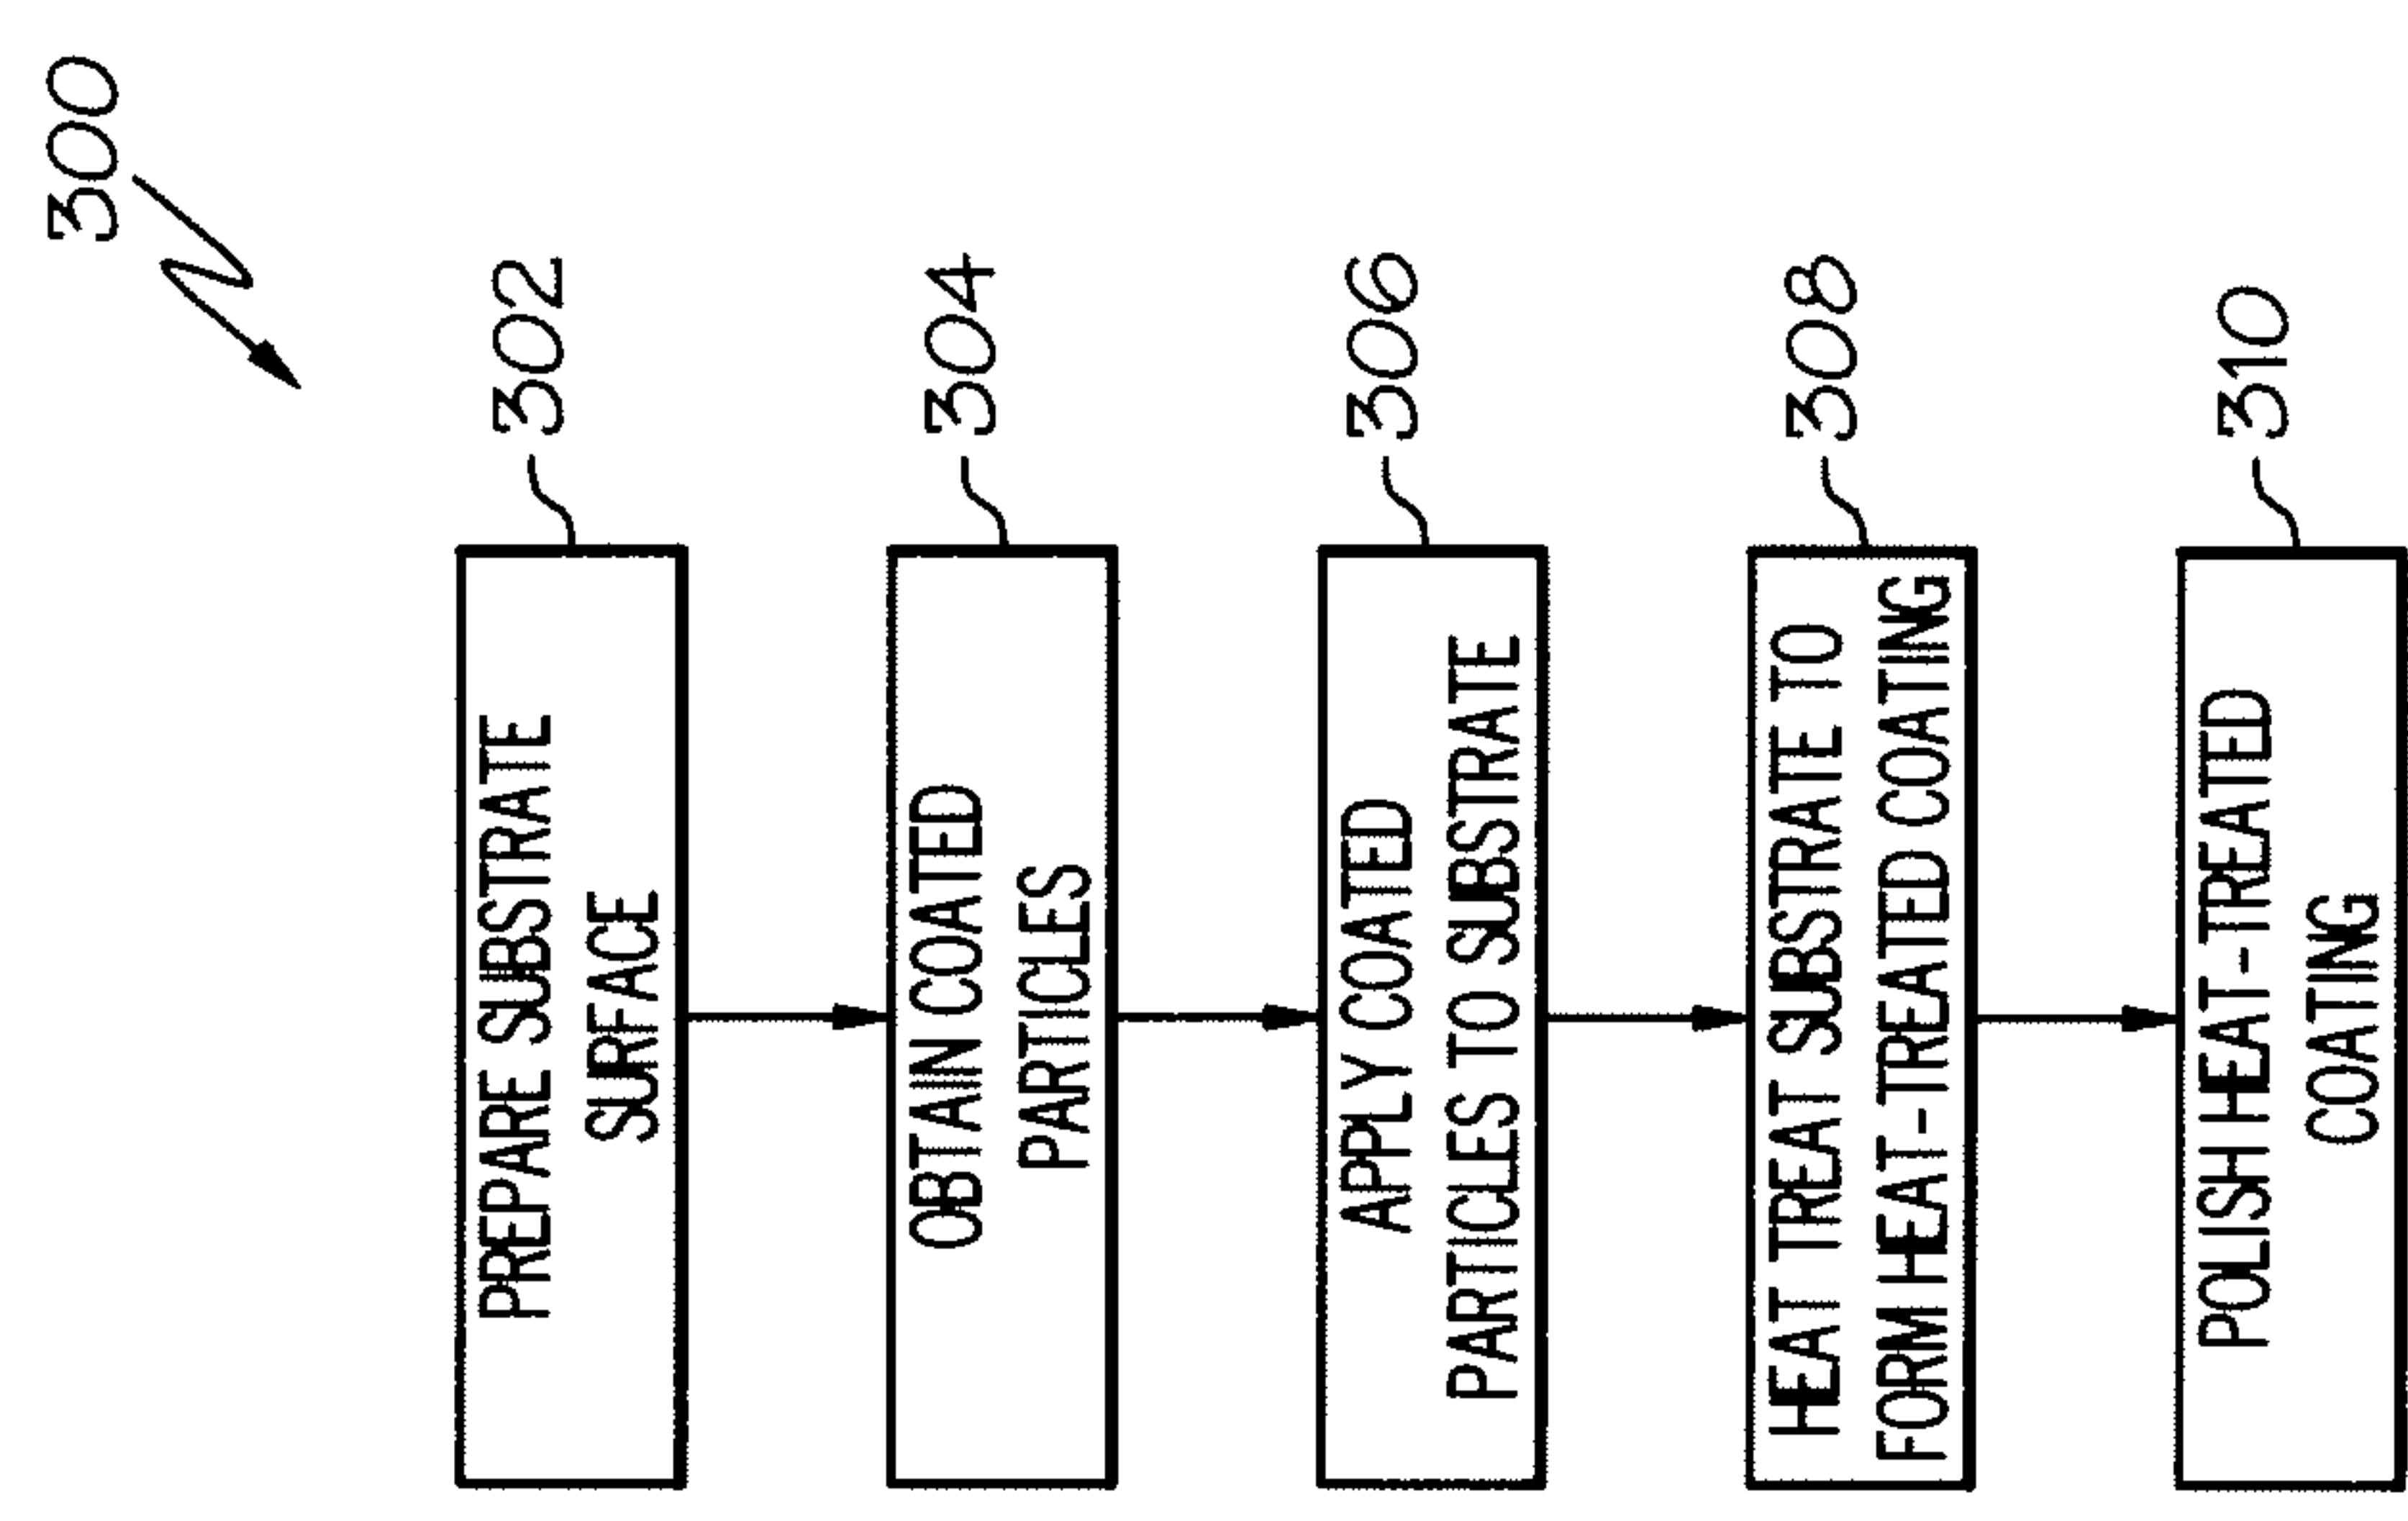 300
PREPARE SUBSTRATE
SURFACE
302
OBTAIN COATED
PARTICLES
304
APPLY COATED
PARTICLES TO SUBSTRATE
306
HEAT TREAT SUBSTRATE TO
FORM HEAT-TREATED COATING
308
POLISH HEAT-TREATED
COATING
310